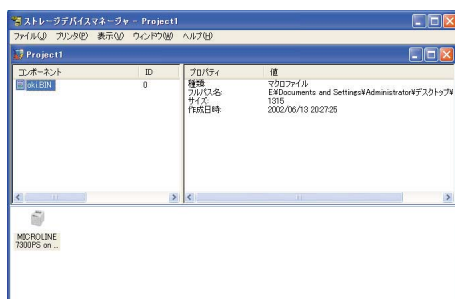 ストレージデバイスマネージャ - Project1
ファイル(J) プリンタ(P) 表示(V) ウィンドウ(W) ヘルプ(H)
Project1
コンポーネント ID プロパティ 値
oki.BIN 0 種類 マクロファイル
フルパス名: E:¥Documents and Settings¥Administrator¥デスクトップ¥
サイズ: 1315
作成日時: 2002/06/13 20:27:25
MICROLINE
7300PS on ...